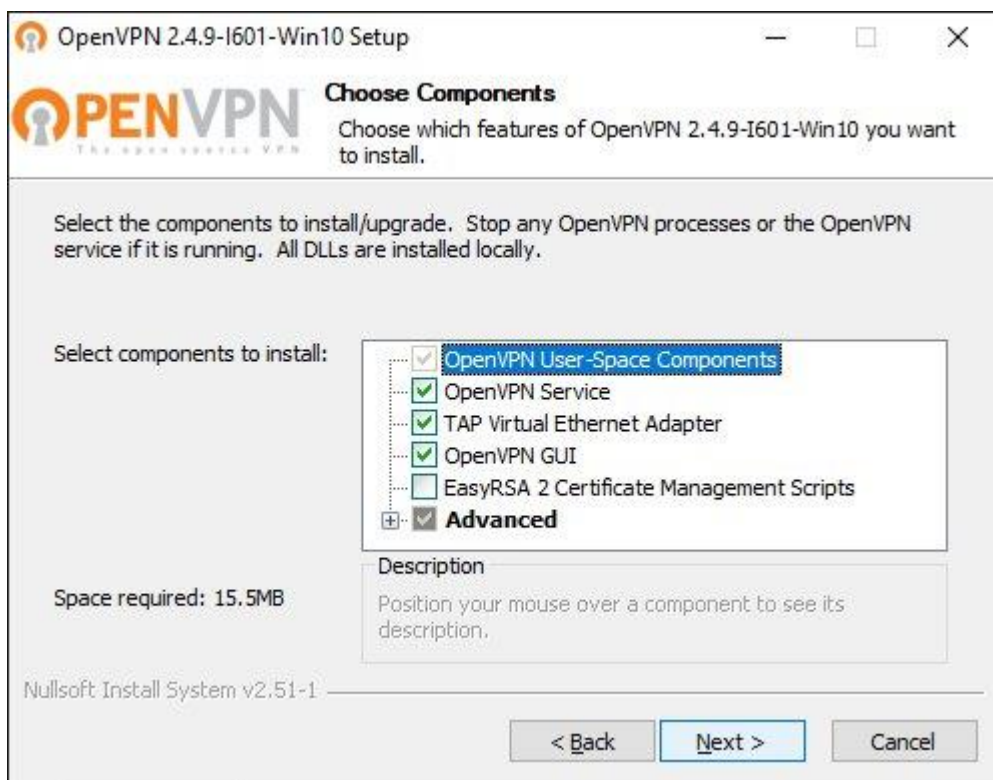 OpenVPN 2.4.9-I601-Win10 Setup
OPENVPN
The open source VPN
Choose Components
Choose which features of OpenVPN 2.4.9-I601-Win10 you want
to install.
Select the components to install/upgrade. Stop any OpenVPN processes or the OpenVPN
service if it is running. All DLLs are installed locally.
Select components to install:
OpenVPN User-Space Components
OpenVPN Service
TAP Virtual Ethernet Adapter
OpenVPN GUI
EasyRSA 2 Certificate Management Scripts
Advanced
Space required: 15.5MB
Description
Position your mouse over a component to see its
description.
Nullsoft Install System v2.51-1
< Back
Next >
Cancel